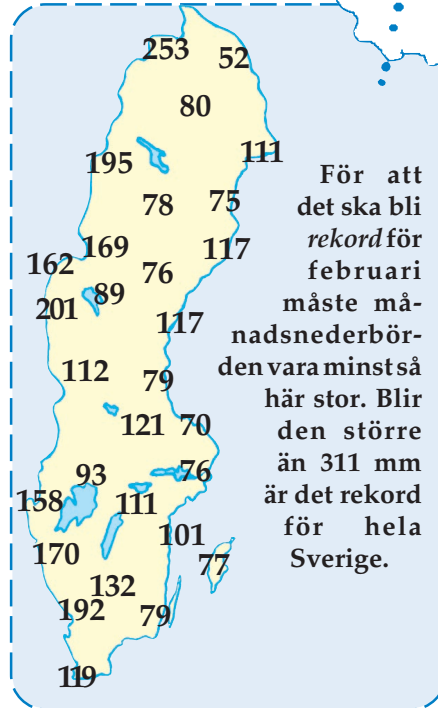 253
52
80
195
111
78
75
169
117
162
76
89
201
117
112
79
121
70
93
76
158
111
101
170
77
132
192
79
119
För att
det ska bli
rekord för
februari
måste må-
nadsnederbör-
den vara minst så
här stor. Blir
den större
än 311 mm
är det rekord
för hela
Sverige.